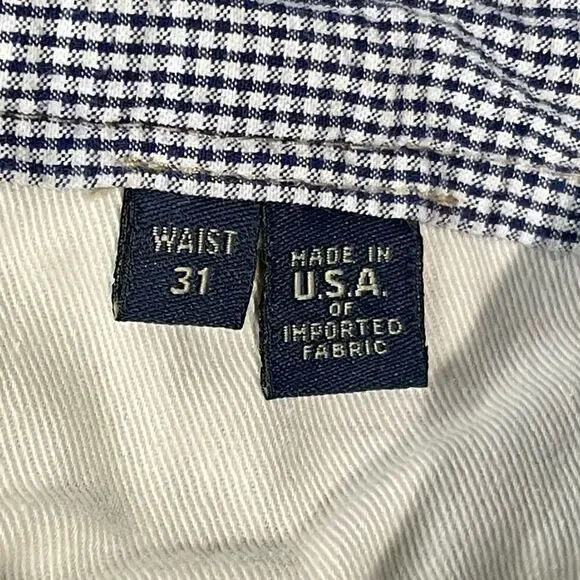 WAIST
31
MADE IN
U.S.A.
OF
IMPORTED
FABRIC